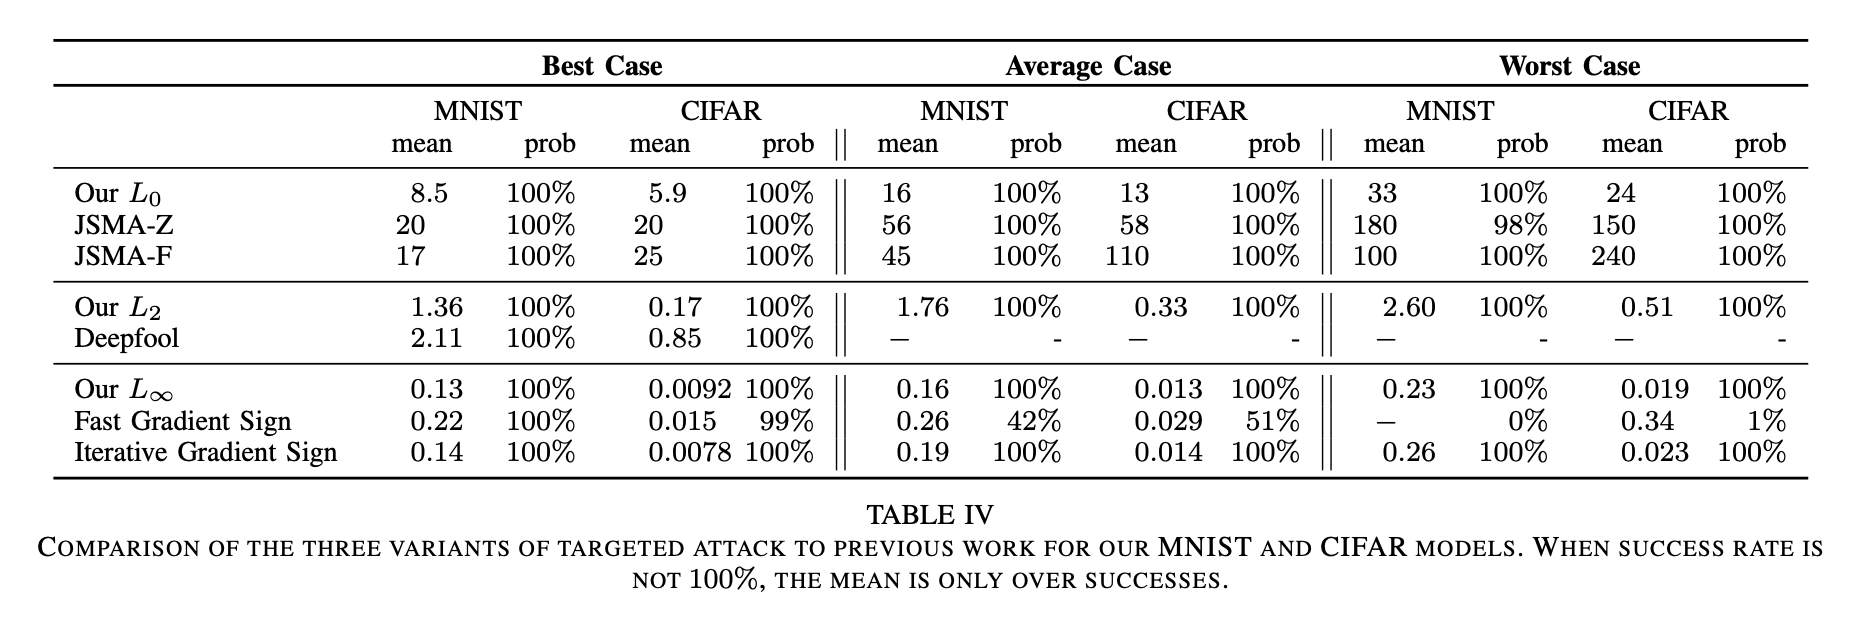 Best Case Average Case Worst Case
MNIST CIFAR MNIST CIFAR MNIST CIFAR
mean prob mean prob mean prob mean prob mean prob mean prob
Our L₀ 8.5 100% 5.9 100% 16 100% 13 100% 33 100% 24 100%
JSMA-Z 20 100% 20 100% 56 100% 58 100% 180 98% 150 100%
JSMA-F 17 100% 25 100% 45 100% 110 100% 100 100% 240 100%
Our L₂ 1.36 100% 0.17 100% 1.76 100% 0.33 100% 2.60 100% 0.51 100%
Deepfool 2.11 100% 0.85 100% − - − - − - − -
Our L∞ 0.13 100% 0.0092 100% 0.16 100% 0.013 100% 0.23 100% 0.019 100%
Fast Gradient Sign 0.22 100% 0.015 99% 0.26 42% 0.029 51% − 0% 0.34 1%
Iterative Gradient Sign 0.14 100% 0.0078 100% 0.19 100% 0.014 100% 0.26 100% 0.023 100%
TABLE IV
COMPARISON OF THE THREE VARIANTS OF TARGETED ATTACK TO PREVIOUS WORK FOR OUR MNIST AND CIFAR MODELS. WHEN SUCCESS RATE IS
NOT 100%, THE MEAN IS ONLY OVER SUCCESSES.